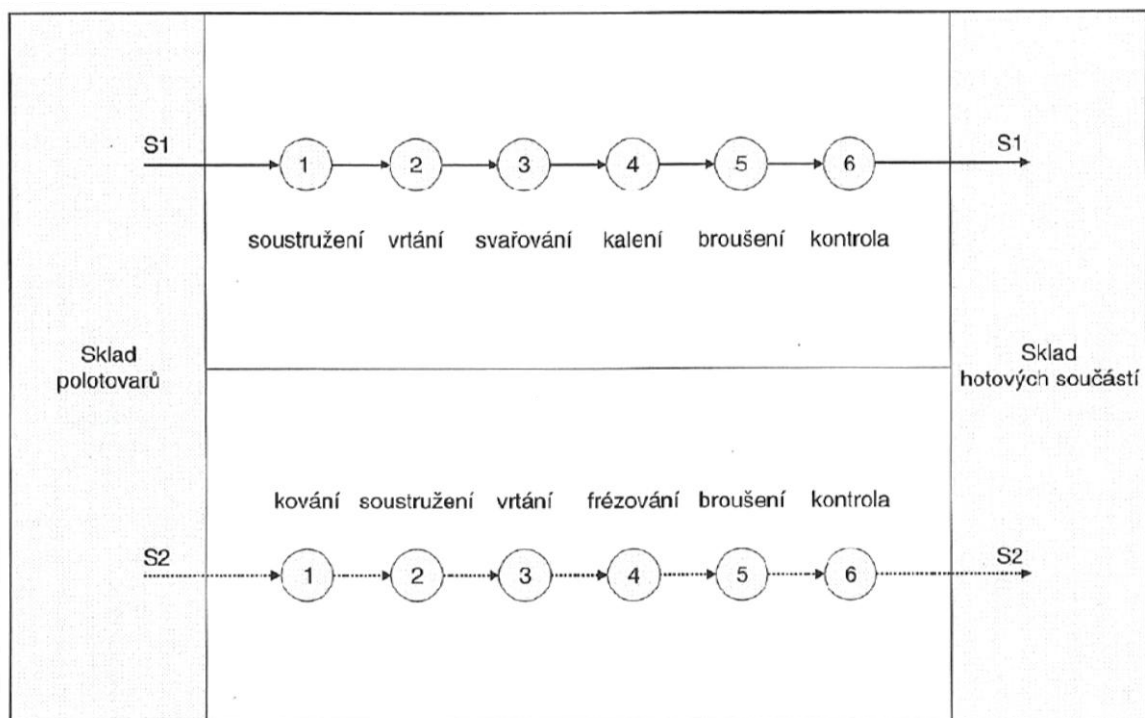 S1
S1
1 2 3 4 5 6
soustružení vrtání svařování kalení broušení kontrola
Sklad
polotovarů
Sklad
hotových součástí
kování soustružení vrtání frézování broušení kontrola
S2
S2
1 2 3 4 5 6